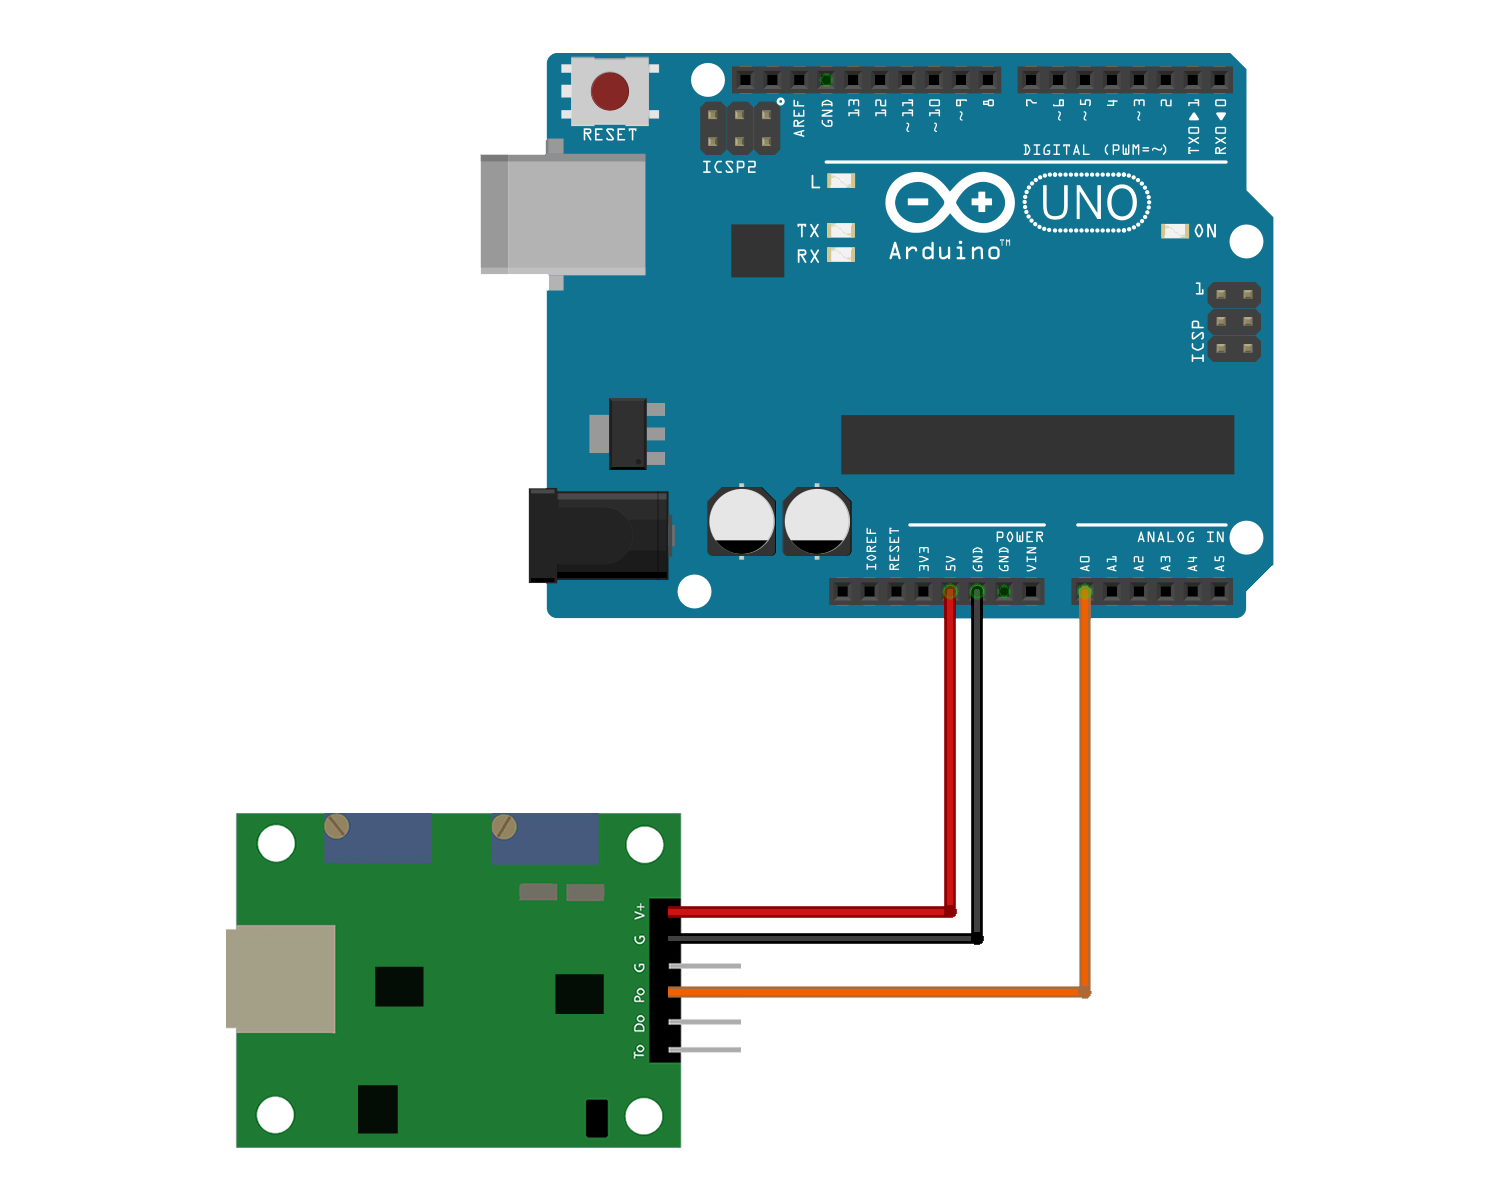 RESET
ICSP2
AREF
GND
13
12
~11
~10
~9
8
7
~6
~5
4
~3
2
TX0▶1
RX0◀0
DIGITAL (PWM=~)
L
TX
RX
UNO
ON
Arduino™
1
ICSP
POWER
ANALOG IN
IOREF
RESET
3V3
5V
GND
GND
VIN
A0
A1
A2
A3
A4
A5
V+
G
G
Po
Do
To